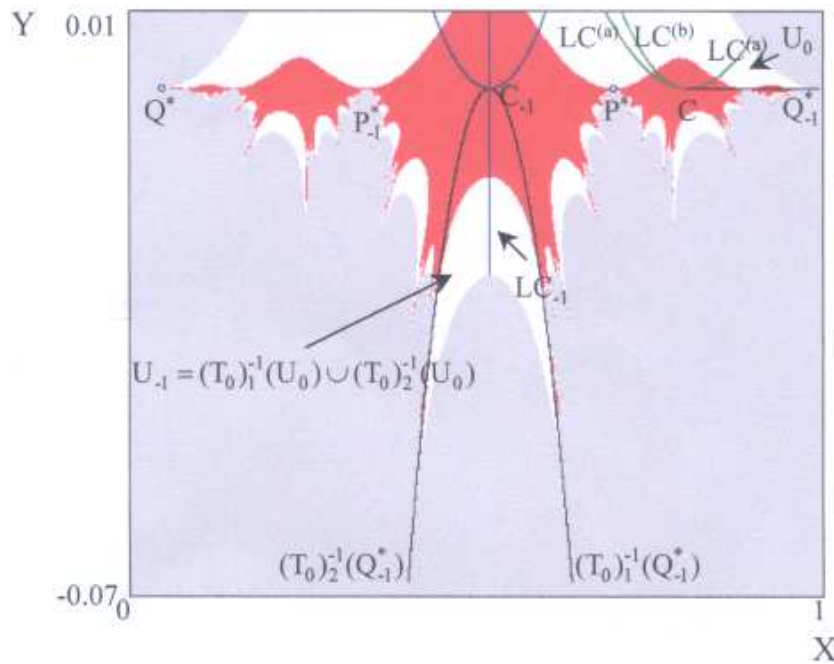 Y
0.01
LC(a)
LC(b)
LC(a)
U0
Q*
P*-1
C-1
P*
C
Q*-1
LC-1
U-1 = (T0)1-1(U0) ∪ (T0)2-1(U0)
(T0)2-1(Q*-1)
(T0)1-1(Q*-1)
-0.07
0
1
X